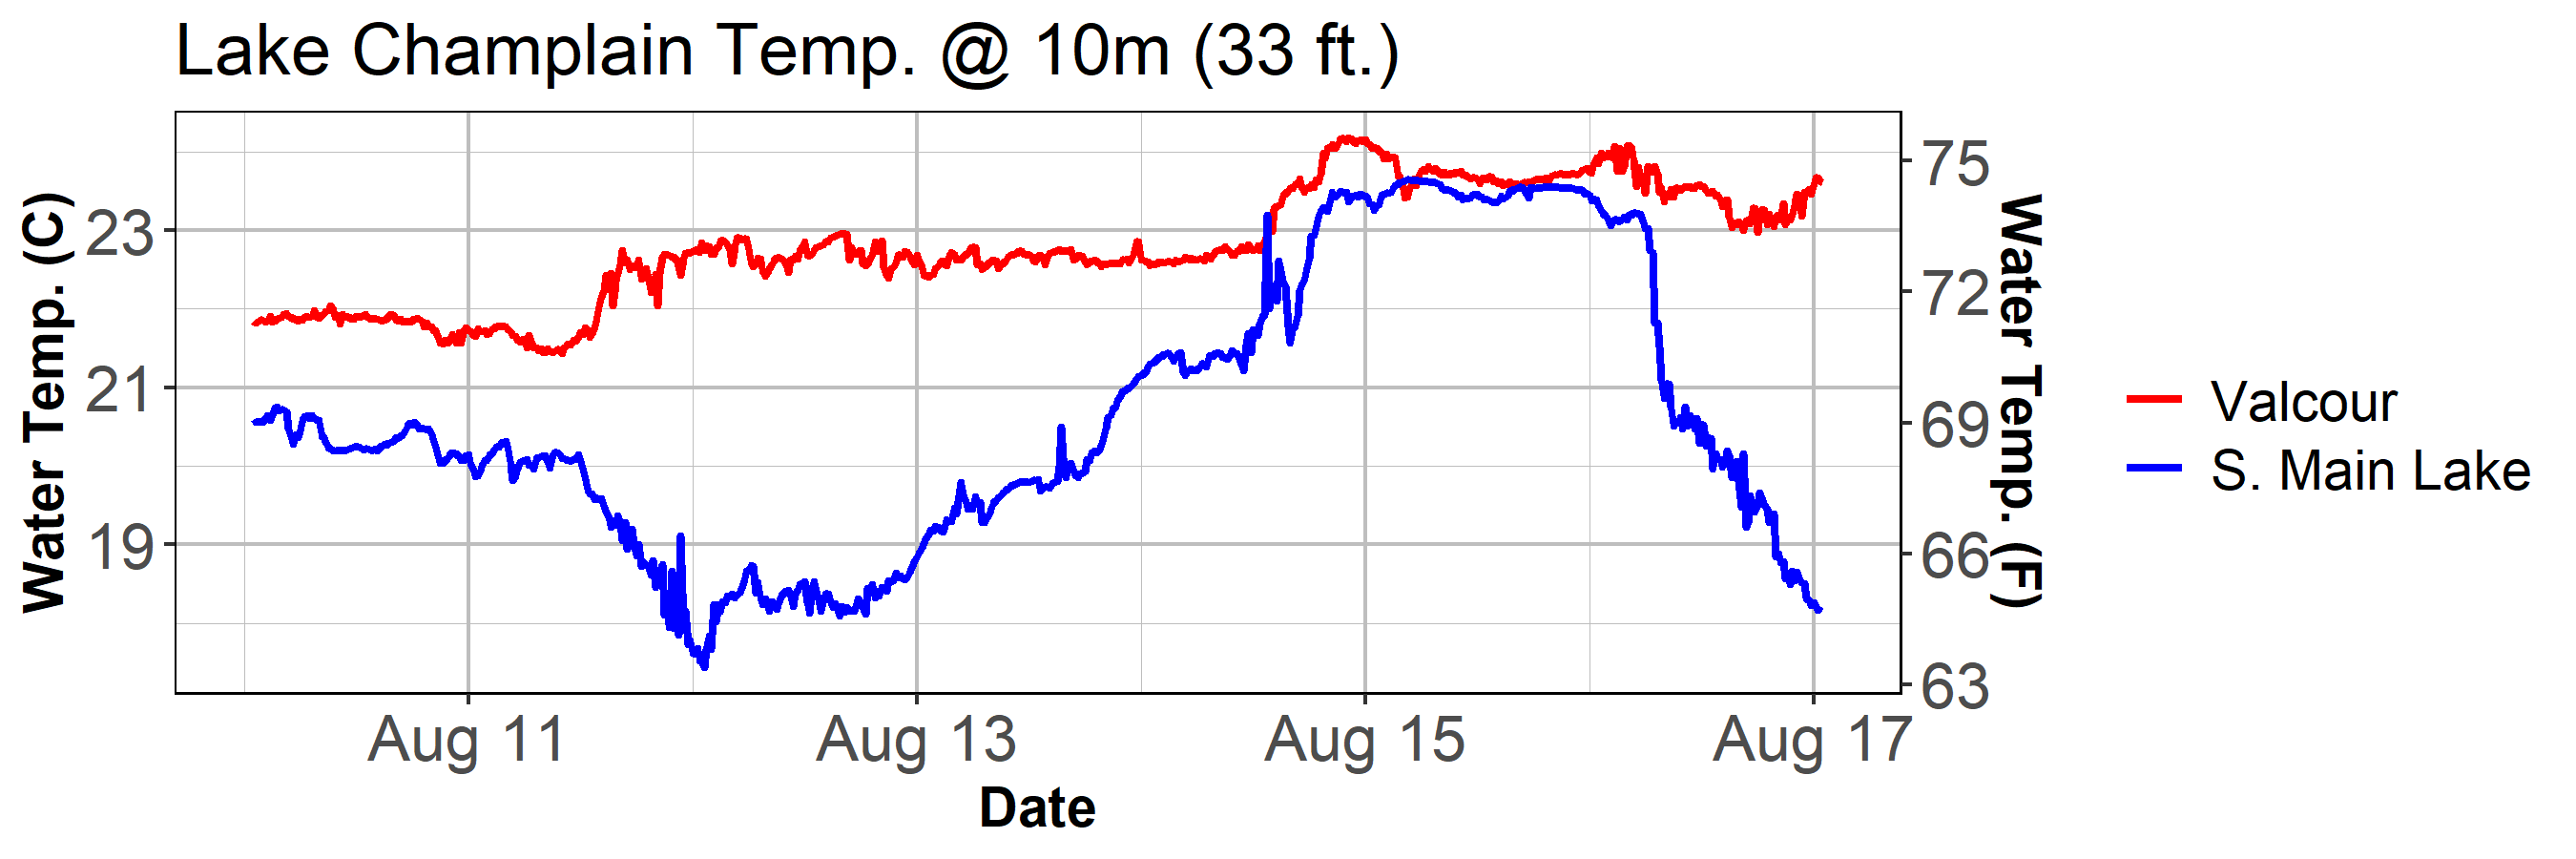 Lake Champlain Temp. @ 10m (33 ft.)
Water Temp. (C)
23
21
19
75
72
69
66
63
Water Temp. (F)
Aug 11
Aug 13
Aug 15
Aug 17
Date
Valcour
S. Main Lake